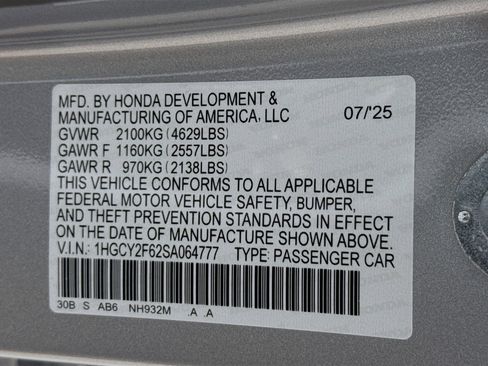 MFD. BY HONDA DEVELOPMENT &
MANUFACTURING OF AMERICA, LLC 07/'25
GVWR 2100KG (4629LBS)
GAWR F 1160KG (2557LBS)
GAWR R 970KG (2138LBS)
THIS VEHICLE CONFORMS TO ALL APPLICABLE
FEDERAL MOTOR VEHICLE SAFETY, BUMPER,
AND THEFT PREVENTION STANDARDS IN EFFECT
ON THE DATE OF MANUFACTURE SHOWN ABOVE.
V.I.N.: 1HGCY2F62SA064777 TYPE: PASSENGER CAR
30B S AB6 NH932M .A .A